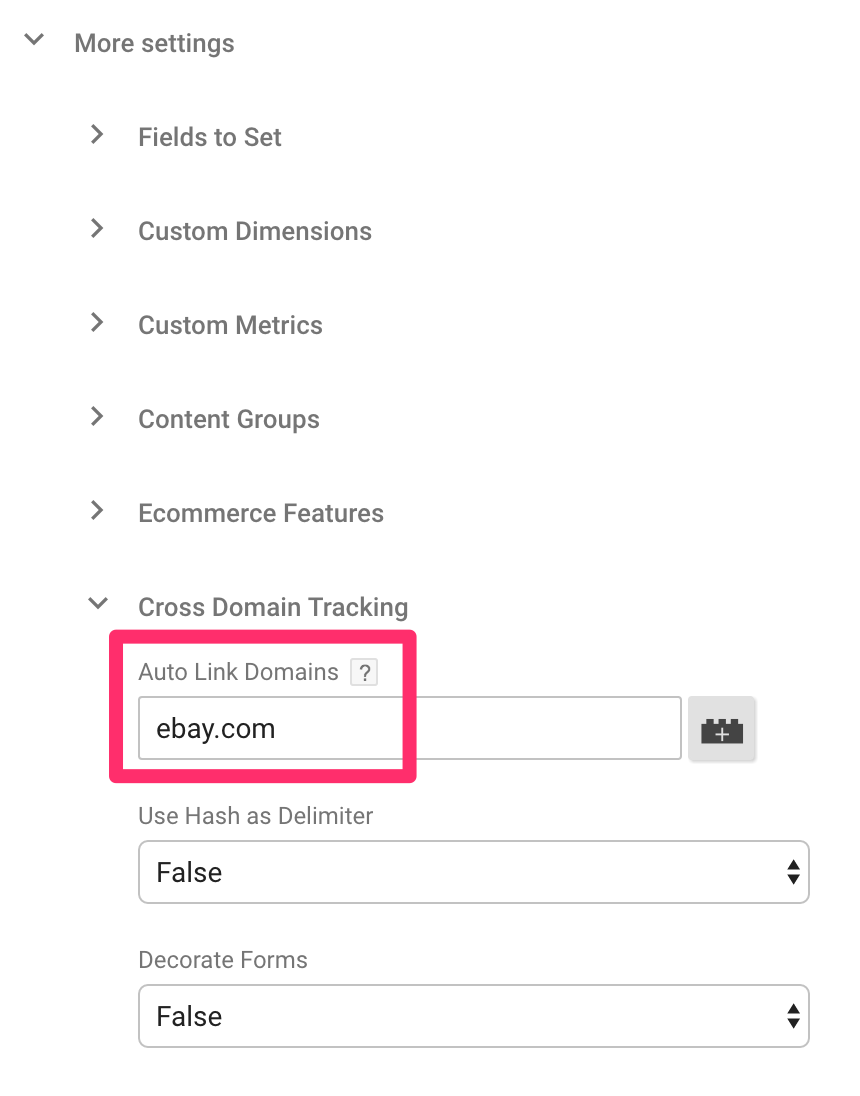 More settings
Fields to Set
Custom Dimensions
Custom Metrics
Content Groups
Ecommerce Features
Cross Domain Tracking
Auto Link Domains ?
ebay.com
Use Hash as Delimiter
False
Decorate Forms
False